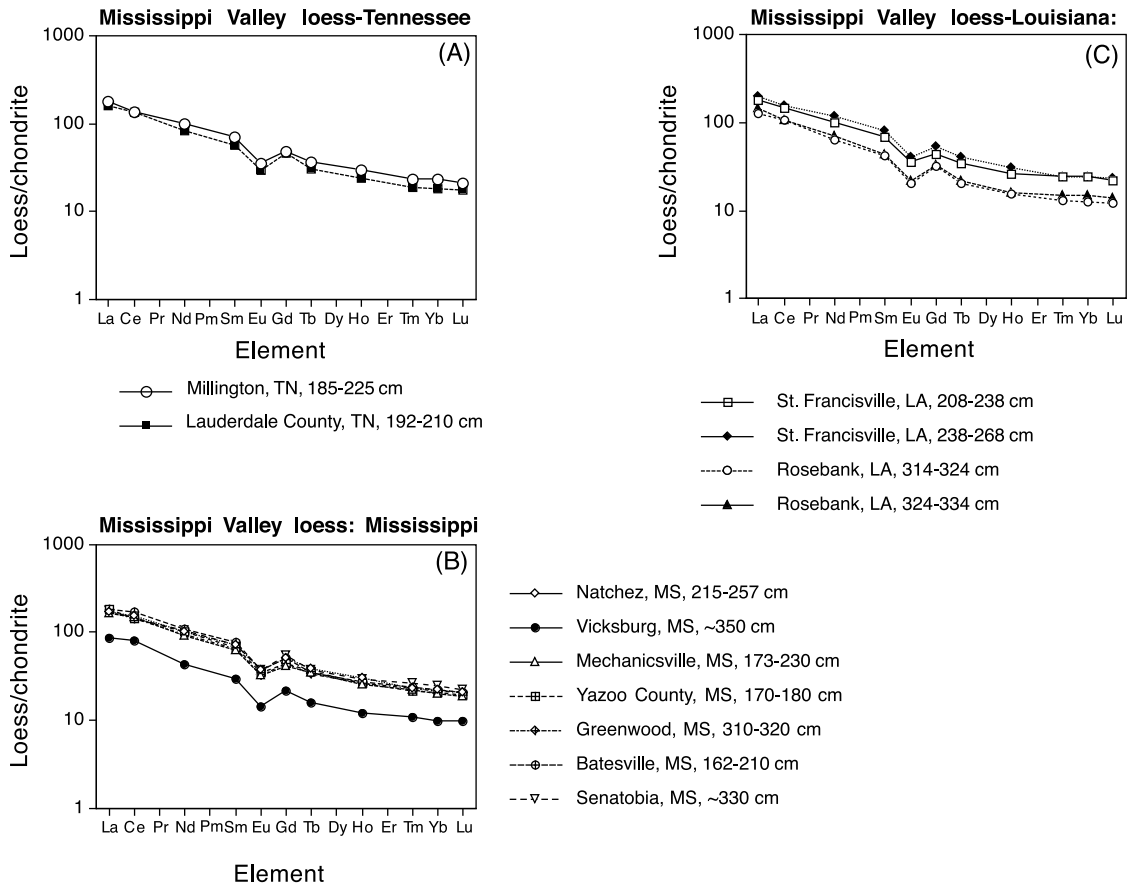 Mississippi Valley loess-Tennessee
(A)
1000
100
10
1
Loess/chondrite
La Ce Pr Nd Pm Sm Eu Gd Tb Dy Ho Er Tm Yb Lu
Element
Millington, TN, 185-225 cm
Lauderdale County, TN, 192-210 cm
Mississippi Valley loess: Mississippi
(B)
1000
100
10
1
Loess/chondrite
La Ce Pr Nd Pm Sm Eu Gd Tb Dy Ho Er Tm Yb Lu
Element
Natchez, MS, 215-257 cm
Vicksburg, MS, ~350 cm
Mechanicsville, MS, 173-230 cm
Yazoo County, MS, 170-180 cm
Greenwood, MS, 310-320 cm
Batesville, MS, 162-210 cm
Senatobia, MS, ~330 cm
Mississippi Valley loess-Louisiana:
(C)
1000
100
10
1
Loess/chondrite
La Ce Pr Nd Pm Sm Eu Gd Tb Dy Ho Er Tm Yb Lu
Element
St. Francisville, LA, 208-238 cm
St. Francisville, LA, 238-268 cm
Rosebank, LA, 314-324 cm
Rosebank, LA, 324-334 cm